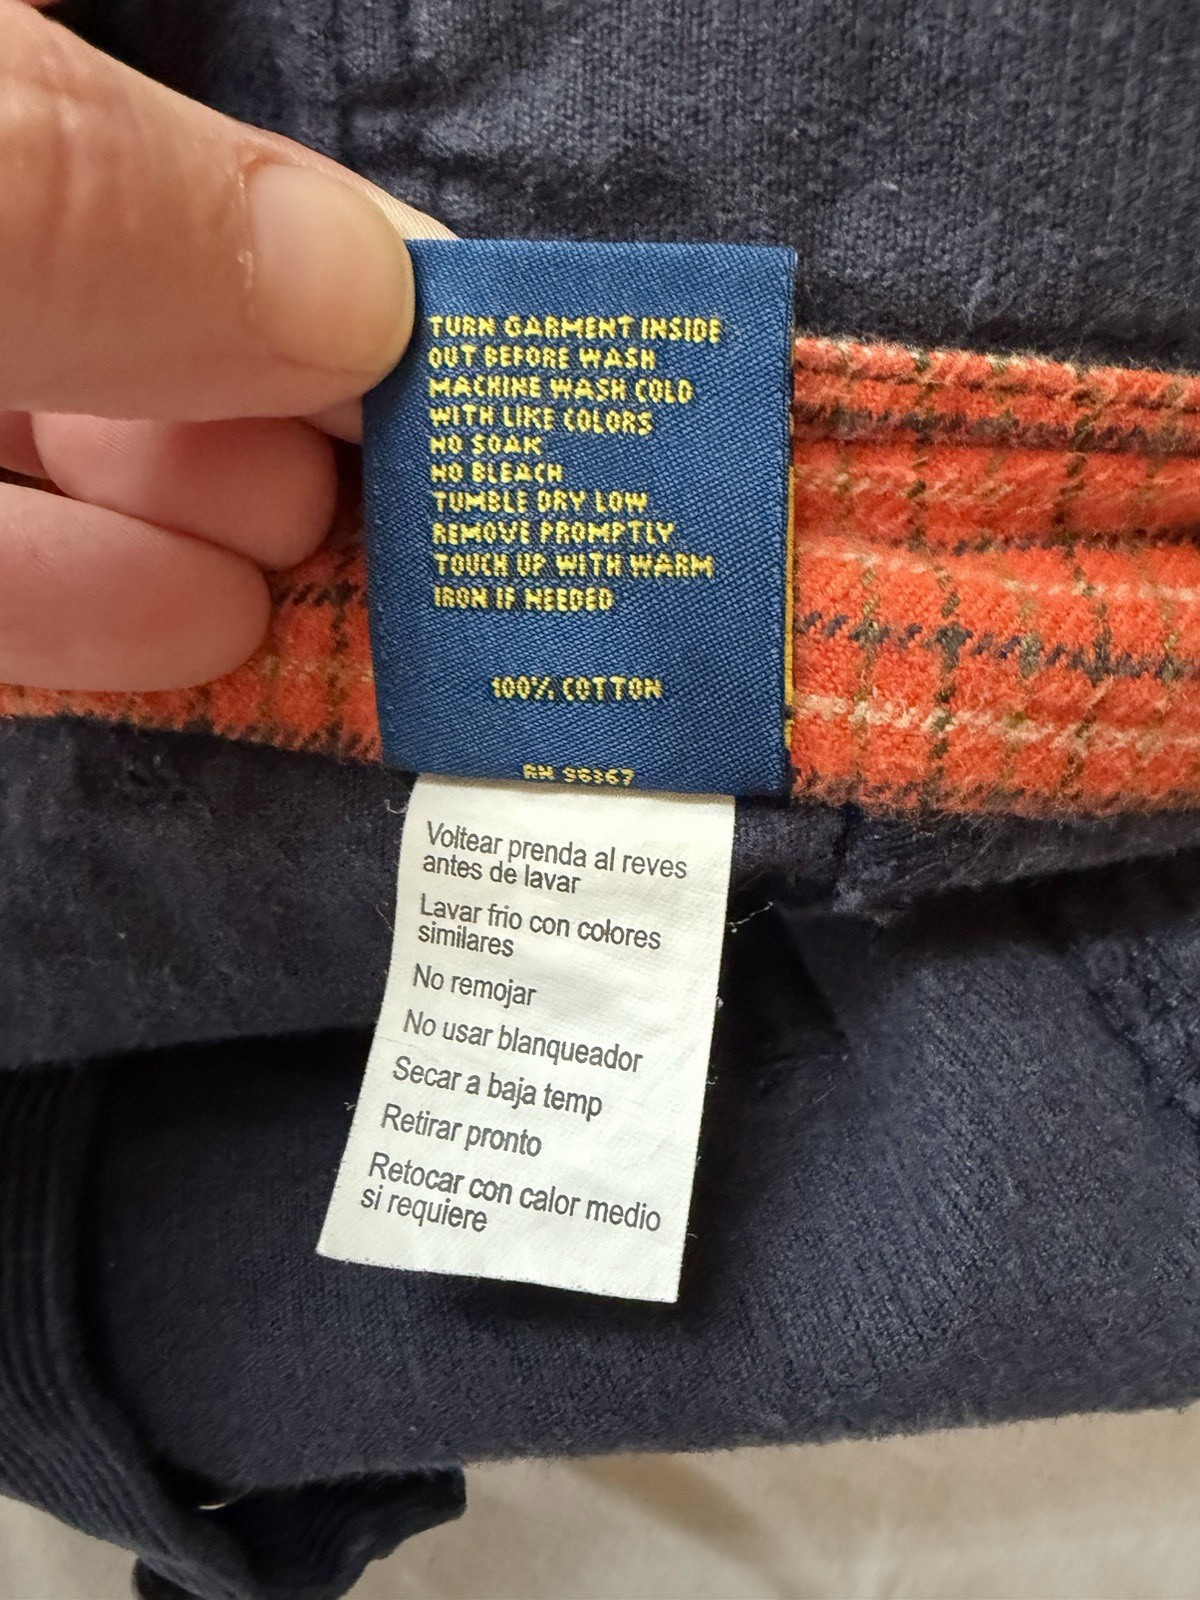 TURN GARMENT INSIDE
OUT BEFORE WASH
MACHINE WASH COLD
WITH LIKE COLORS
NO SOAK
NO BLEACH
TUMBLE DRY LOW
REMOVE PROMPTLY
TOUCH UP WITH WARM
IRON IF NEEDED
100% COTTON
RN 96367
Voltear prenda al reves
antes de lavar
Lavar frio con colores
similares
No remojar
No usar blanqueador
Secar a baja temp
Retirar pronto
Retocar con calor medio
si requiere